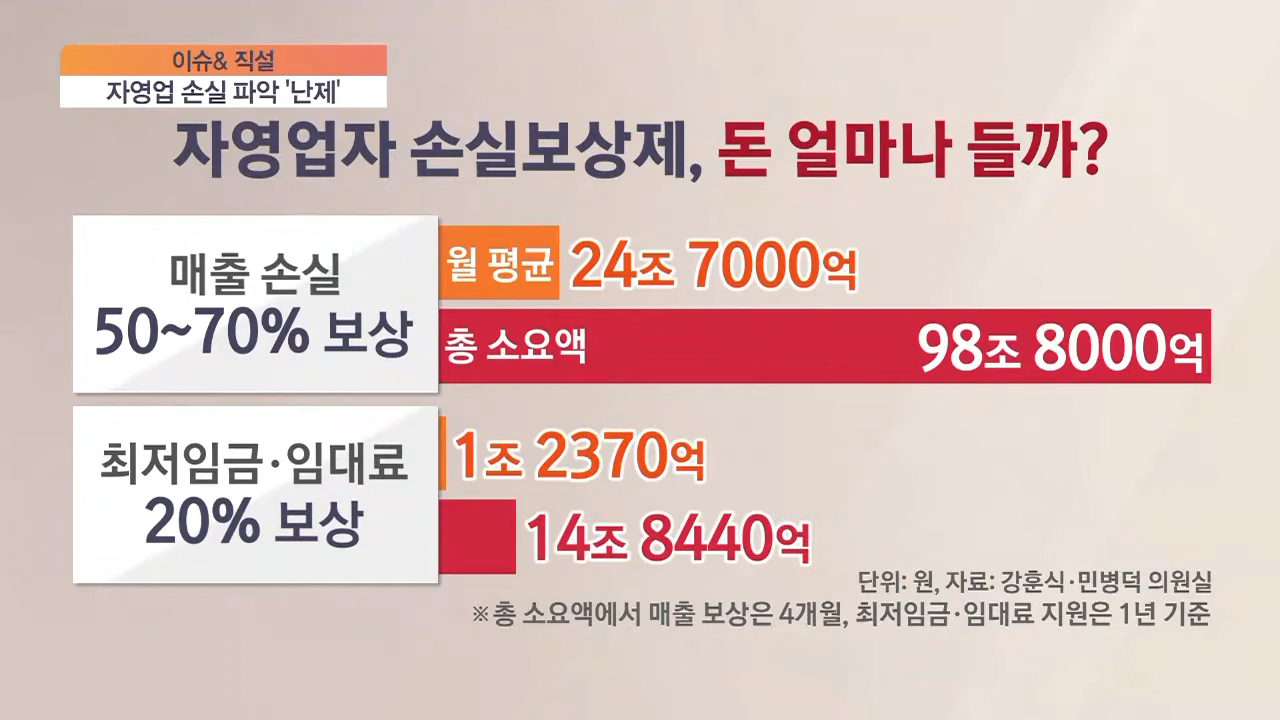 이슈& 직설
자영업 손실 파악 '난제'
자영업자 손실보상제, 돈 얼마나 들까?
매출 손실
50~70% 보상
월 평균 24조 7000억
총 소요액 98조 8000억
최저임금·임대료
20% 보상
1조 2370억
14조 8440억
단위: 원, 자료: 강훈식·민병덕 의원실
※총 소요액에서 매출 보상은 4개월, 최저임금·임대료 지원은 1년 기준